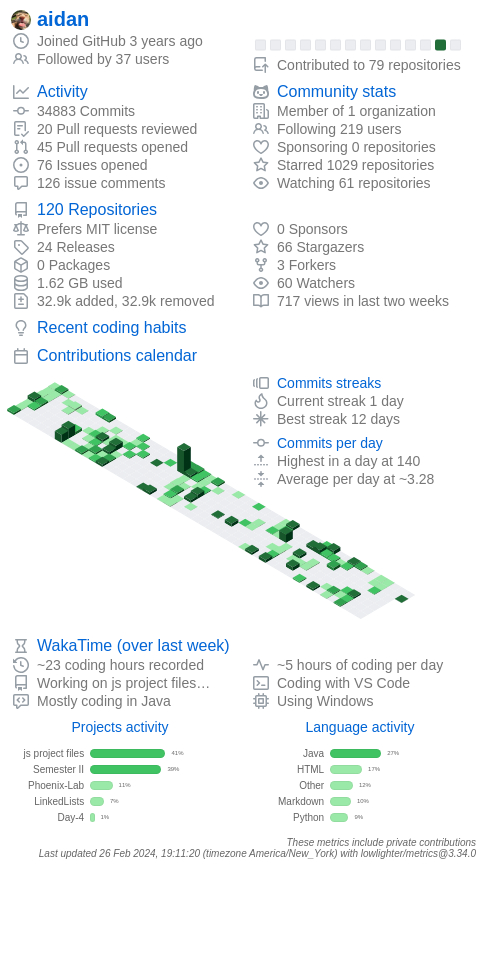 aidan
Joined GitHub 3 years ago
Followed by 37 users
Contributed to 79 repositories
Activity
34883 Commits
20 Pull requests reviewed
45 Pull requests opened
76 Issues opened
126 issue comments
Community stats
Member of 1 organization
Following 219 users
Sponsoring 0 repositories
Starred 1029 repositories
Watching 61 repositories
120 Repositories
Prefers MIT license
24 Releases
0 Packages
1.62 GB used
32.9k added, 32.9k removed
0 Sponsors
66 Stargazers
3 Forkers
60 Watchers
717 views in last two weeks
Recent coding habits
Contributions calendar
Commits streaks
Current streak 1 day
Best streak 12 days
Commits per day
Highest in a day at 140
Average per day at ~3.28
WakaTime (over last week)
~23 coding hours recorded
Working on js project files…
Mostly coding in Java
~5 hours of coding per day
Coding with VS Code
Using Windows
Projects activity
js project files 41%
Semester II 39%
Phoenix-Lab 11%
LinkedLists 7%
Day-4 1%
Language activity
Java 27%
HTML 17%
Other 12%
Markdown 10%
Python 9%
These metrics include private contributions
Last updated 26 Feb 2024, 19:11:20 (timezone America/New_York) with lowlighter/metrics@3.34.0